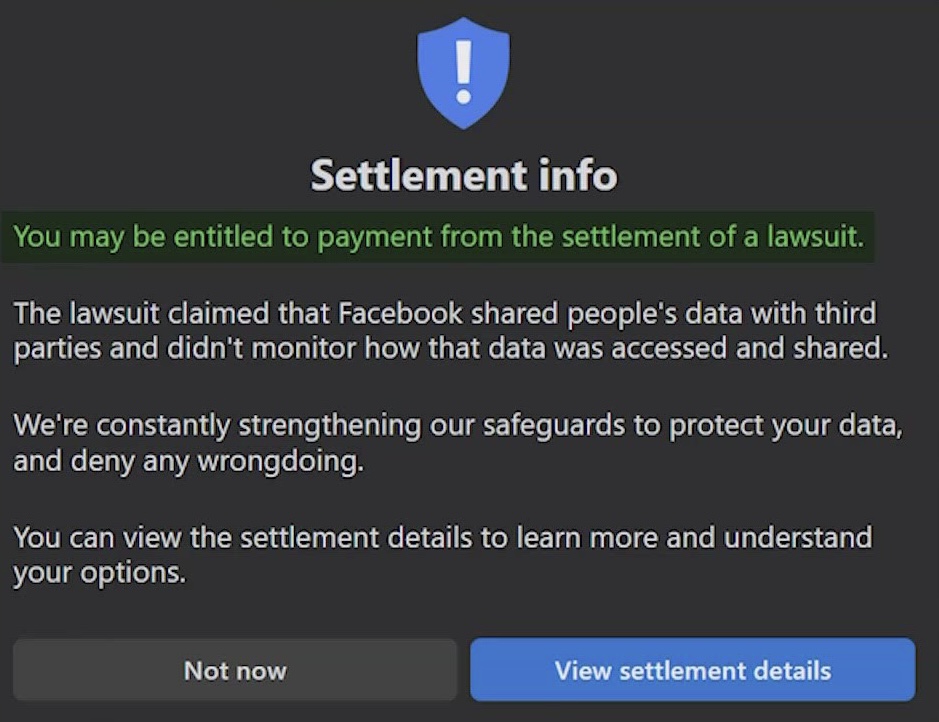 Settlement info
You may be entitled to payment from the settlement of a lawsuit.
The lawsuit claimed that Facebook shared people's data with third
parties and didn't monitor how that data was accessed and shared.
We're constantly strengthening our safeguards to protect your data,
and deny any wrongdoing.
You can view the settlement details to learn more and understand
your options.
Not now
View settlement details